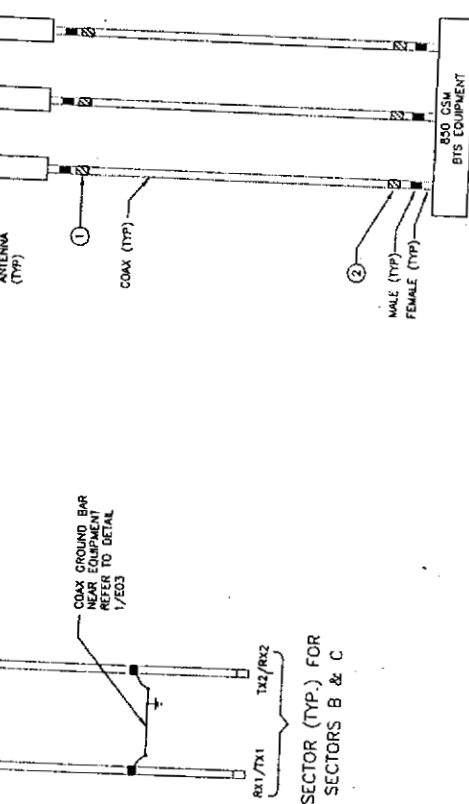 ANTENNA
(TYP)
1
COAX (TYP)
2
MALE (TYP)
FEMALE (TYP)
850 GSM
BTS EQUIPMENT
COAX GROUND BAR
NEAR EQUIPMENT
REFER TO DETAIL
1/E03
RX1/TX1
TX2/RX2
SECTOR (TYP.) FOR
SECTORS B & C